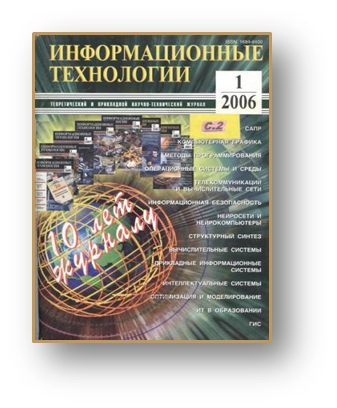 ИНФОРМАЦИОННЫЕ
ТЕХНОЛОГИИ
ТЕОРЕТИЧЕСКИЙ И ПРИКЛАДНОЙ НАУЧНО-ТЕХНИЧЕСКИЙ ЖУРНАЛ
1
2006
САПР
КОМПЬЮТЕРНАЯ ГРАФИКА
МЕТОДЫ ПРОГРАММИРОВАНИЯ
ОПЕРАЦИОННЫЕ СИСТЕМЫ И СРЕДЫ
ТЕЛЕКОММУНИКАЦИИ
И ВЫЧИСЛИТЕЛЬНЫЕ СЕТИ
ИНФОРМАЦИОННАЯ БЕЗОПАСНОСТЬ
НЕЙРОСЕТИ И
НЕЙРОКОМПЬЮТЕРЫ
СТРУКТУРНЫЙ СИНТЕЗ
ВЫЧИСЛИТЕЛЬНЫЕ СИСТЕМЫ
ПРИКЛАДНЫЕ ИНФОРМАЦИОННЫЕ
СИСТЕМЫ
ИНТЕЛЛЕКТУАЛЬНЫЕ СИСТЕМЫ
ОПТИМИЗАЦИЯ И МОДЕЛИРОВАНИЕ
ИТ В ОБРАЗОВАНИИ
ГИС
10 лет
журналу